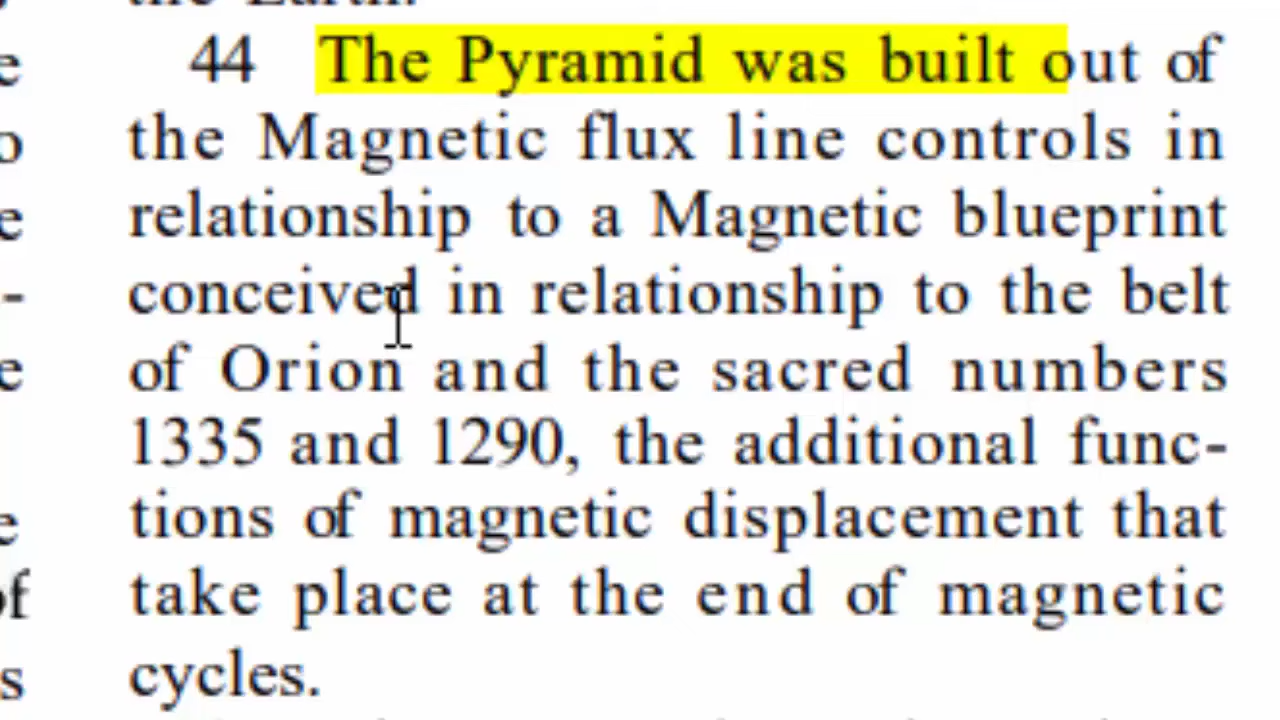 the Earth.
44 The Pyramid was built out of
the Magnetic flux line controls in
relationship to a Magnetic blueprint
conceived in relationship to the belt
of Orion and the sacred numbers
1335 and 1290, the additional func-
tions of magnetic displacement that
take place at the end of magnetic
cycles.